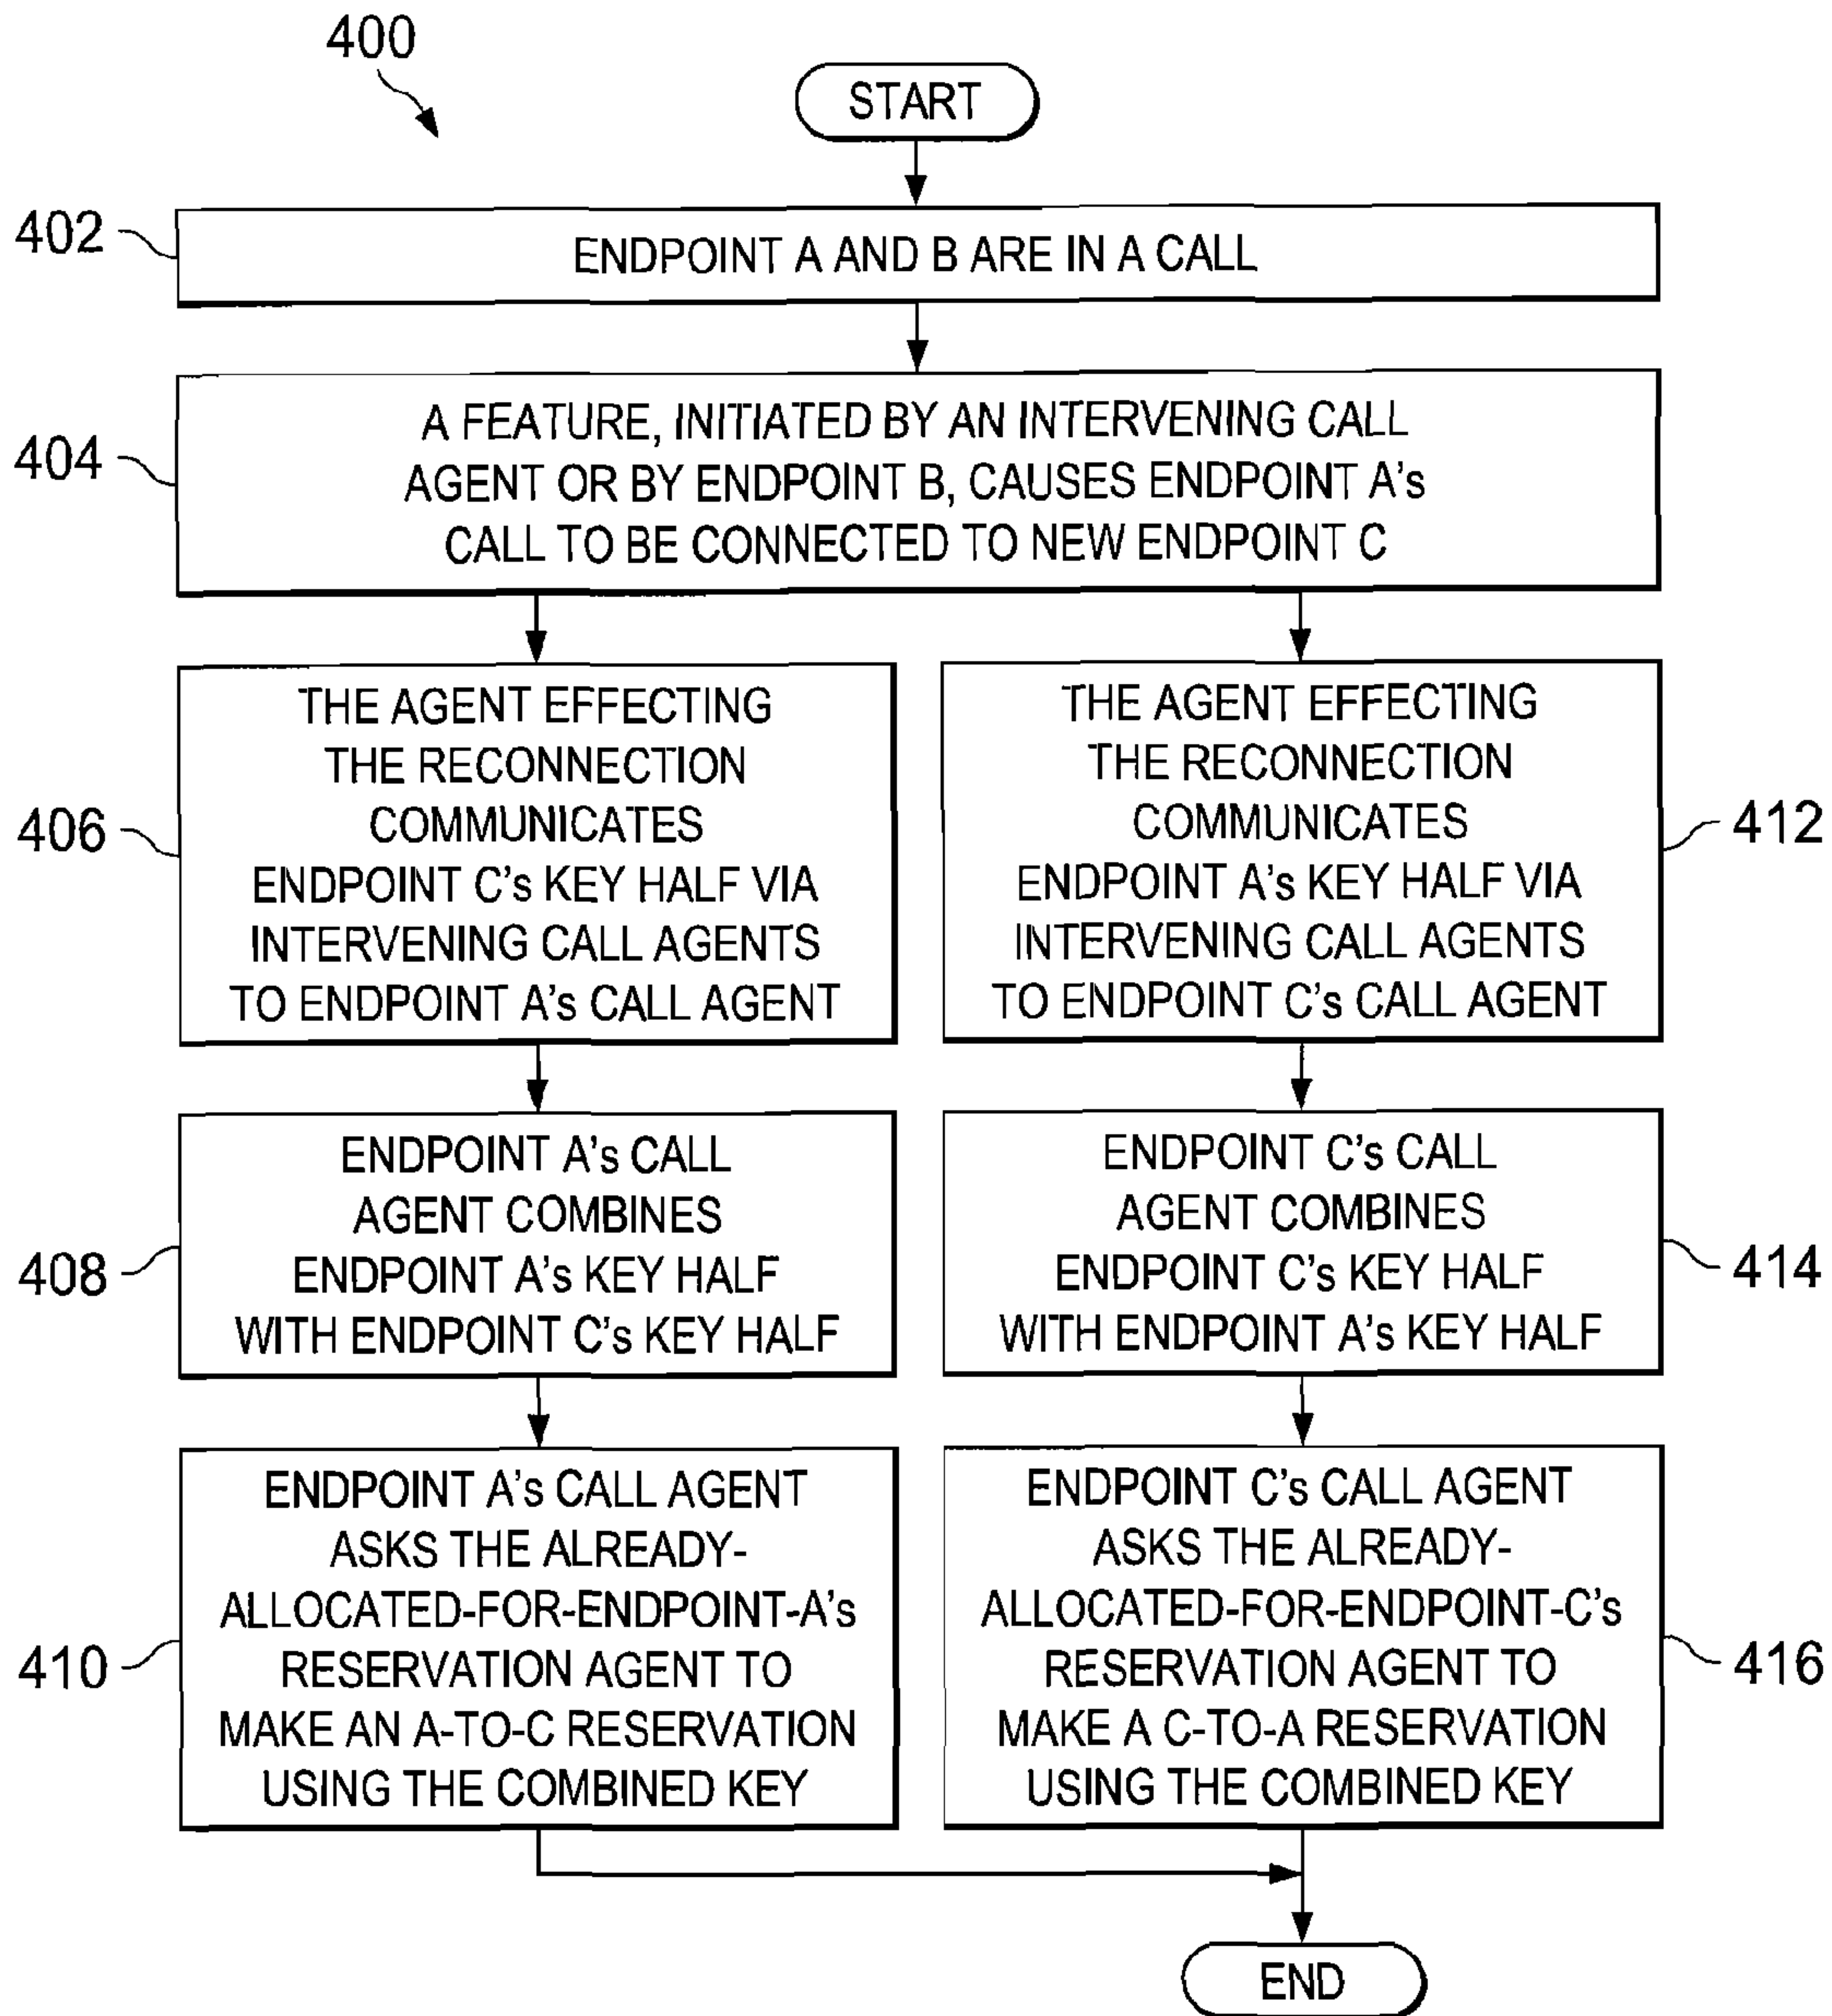 400
START
402
ENDPOINT A AND B ARE IN A CALL
404
A FEATURE, INITIATED BY AN INTERVENING CALL
AGENT OR BY ENDPOINT B, CAUSES ENDPOINT A's
CALL TO BE CONNECTED TO NEW ENDPOINT C
406
THE AGENT EFFECTING
THE RECONNECTION
COMMUNICATES
ENDPOINT C's KEY HALF VIA
INTERVENING CALL AGENTS
TO ENDPOINT A's CALL AGENT
408
ENDPOINT A's CALL
AGENT COMBINES
ENDPOINT A's KEY HALF
WITH ENDPOINT C's KEY HALF
410
ENDPOINT A's CALL AGENT
ASKS THE ALREADY-
ALLOCATED-FOR-ENDPOINT-A's
RESERVATION AGENT TO
MAKE AN A-TO-C RESERVATION
USING THE COMBINED KEY
THE AGENT EFFECTING
THE RECONNECTION
COMMUNICATES
ENDPOINT A's KEY HALF VIA
INTERVENING CALL AGENTS
TO ENDPOINT C's CALL AGENT
412
ENDPOINT C's CALL
AGENT COMBINES
ENDPOINT C's KEY HALF
WITH ENDPOINT A's KEY HALF
414
ENDPOINT C's CALL AGENT
ASKS THE ALREADY-
ALLOCATED-FOR-ENDPOINT-C's
RESERVATION AGENT TO
MAKE A C-TO-A RESERVATION
USING THE COMBINED KEY
416
END